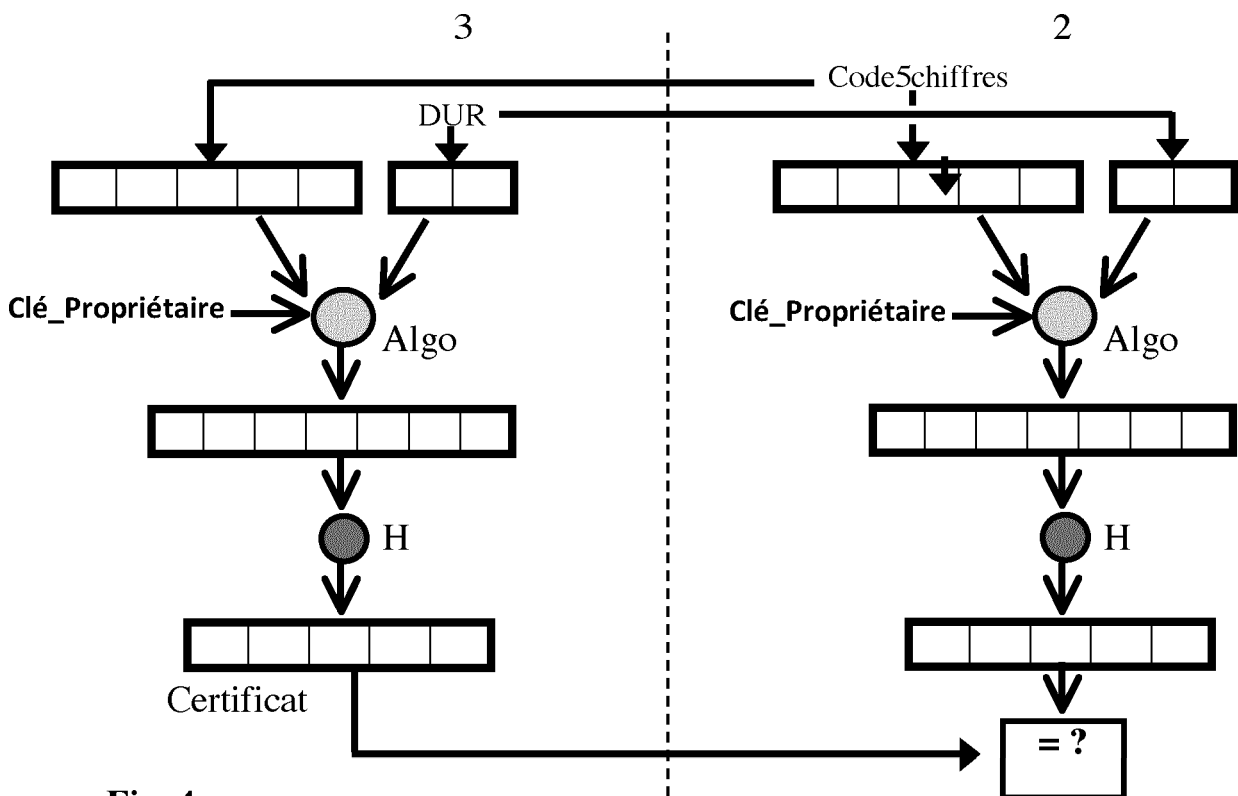 3
2
Code5chiffres
DUR
Clé_Propriétaire
Algo
Clé_Propriétaire
Algo
H
H
Certificat
= ?